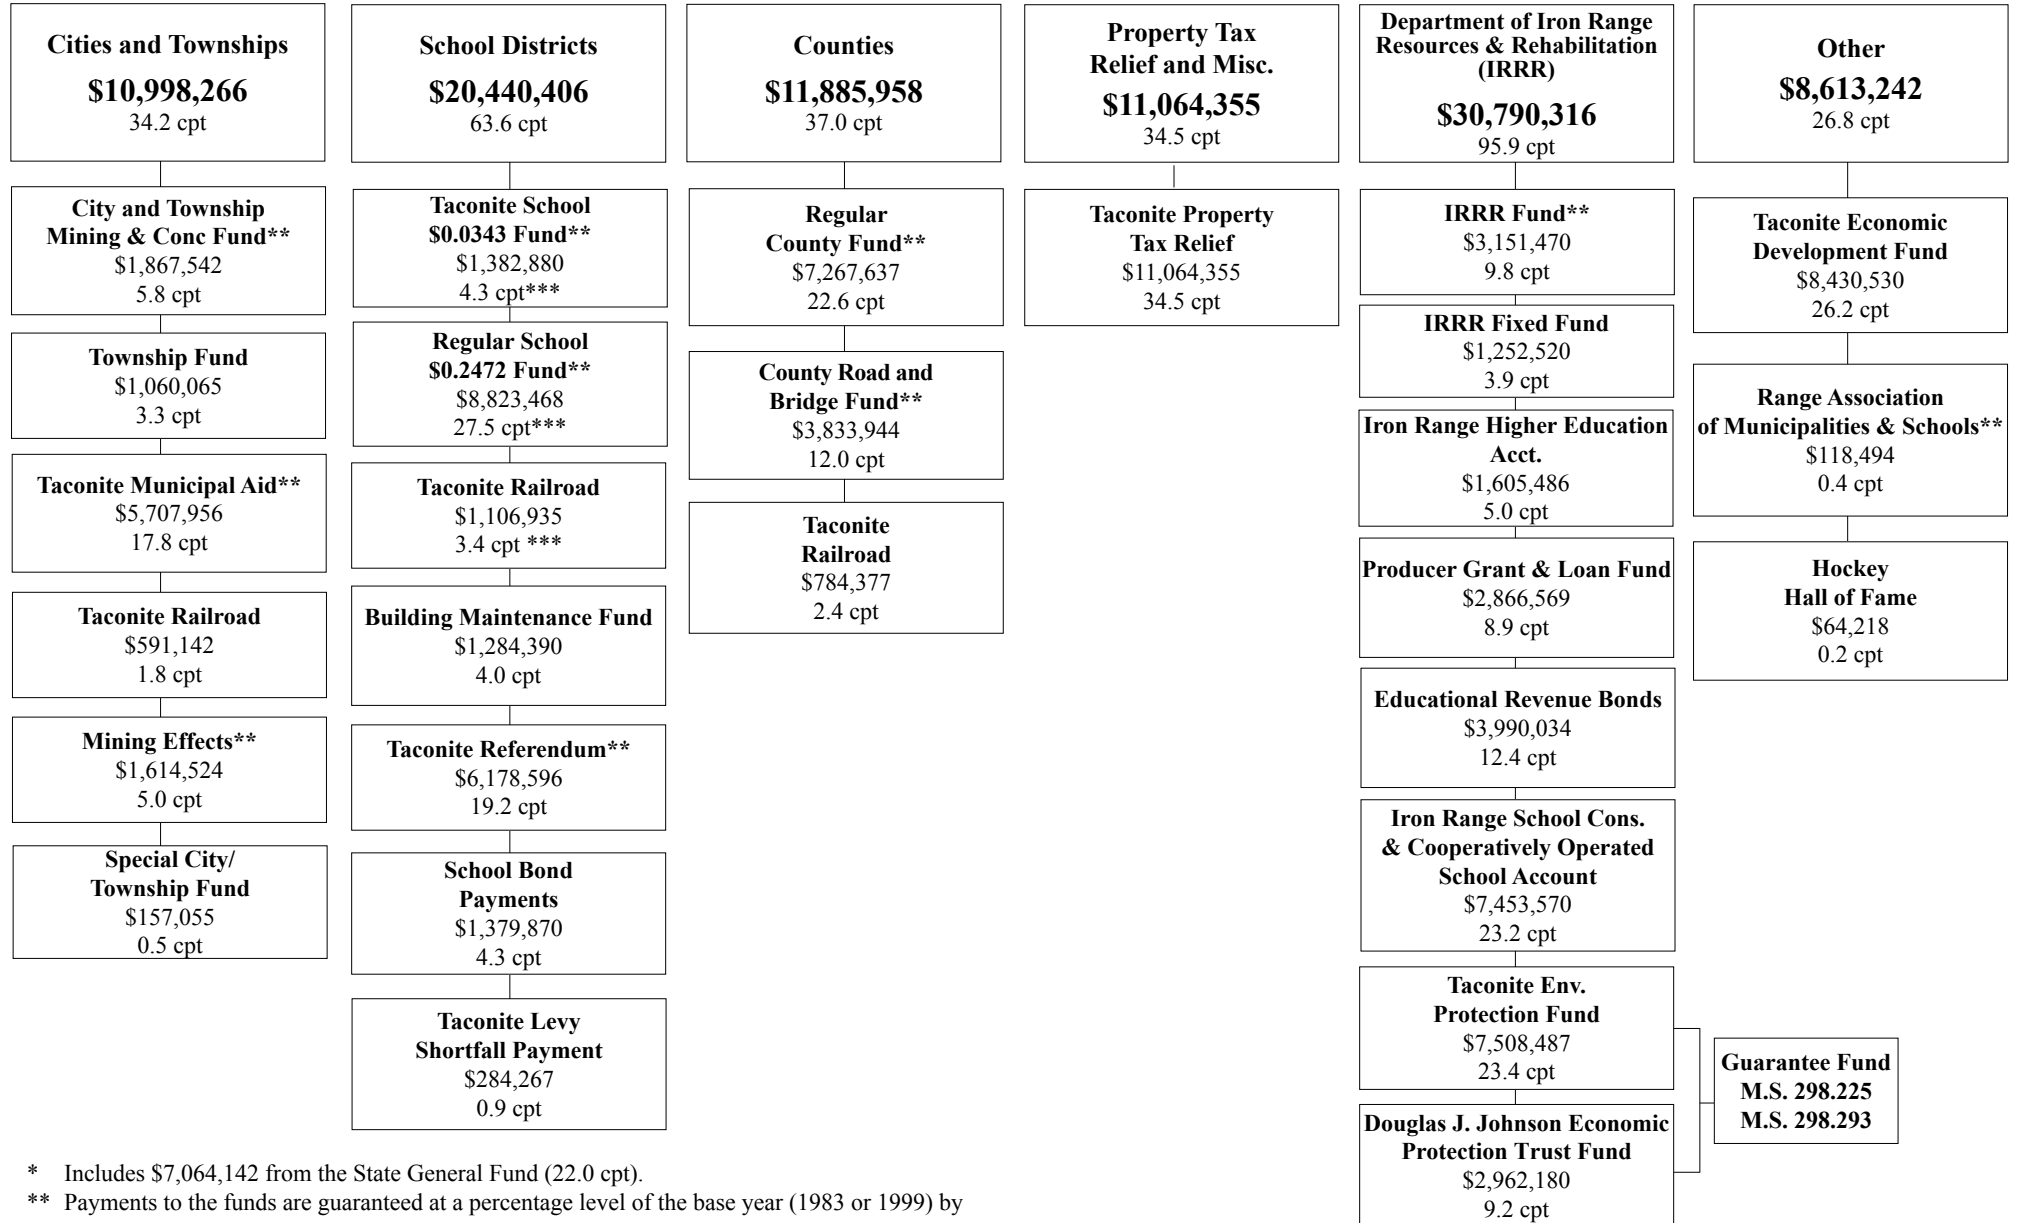 Cities and Townships
$10,998,266
34.2 cpt
City and Township
Mining & Conc Fund**
$1,867,542
5.8 cpt
Township Fund
$1,060,065
3.3 cpt
Taconite Municipal Aid**
$5,707,956
17.8 cpt
Taconite Railroad
$591,142
1.8 cpt
Mining Effects**
$1,614,524
5.0 cpt
Special City/
Township Fund
$157,055
0.5 cpt
School Districts
$20,440,406
63.6 cpt
Taconite School
$0.0343 Fund**
$1,382,880
4.3 cpt***
Regular School
$0.2472 Fund**
$8,823,468
27.5 cpt***
Taconite Railroad
$1,106,935
3.4 cpt ***
Building Maintenance Fund
$1,284,390
4.0 cpt
Taconite Referendum**
$6,178,596
19.2 cpt
School Bond
Payments
$1,379,870
4.3 cpt
Taconite Levy
Shortfall Payment
$284,267
0.9 cpt
Counties
$11,885,958
37.0 cpt
Regular
County Fund**
$7,267,637
22.6 cpt
County Road and
Bridge Fund**
$3,833,944
12.0 cpt
Taconite
Railroad
$784,377
2.4 cpt
Property Tax
Relief and Misc.
$11,064,355
34.5 cpt
Taconite Property
Tax Relief
$11,064,355
34.5 cpt
Department of Iron Range
Resources & Rehabilitation
(IRRR)
$30,790,316
95.9 cpt
IRRR Fund**
$3,151,470
9.8 cpt
IRRR Fixed Fund
$1,252,520
3.9 cpt
Iron Range Higher Education
Acct.
$1,605,486
5.0 cpt
Producer Grant & Loan Fund
$2,866,569
8.9 cpt
Educational Revenue Bonds
$3,990,034
12.4 cpt
Iron Range School Cons.
& Cooperatively Operated
School Account
$7,453,570
23.2 cpt
Taconite Env.
Protection Fund
$7,508,487
23.4 cpt
Douglas J. Johnson Economic
Protection Trust Fund
$2,962,180
9.2 cpt
Other
$8,613,242
26.8 cpt
Taconite Economic
Development Fund
$8,430,530
26.2 cpt
Range Association
of Municipalities & Schools**
$118,494
0.4 cpt
Hockey
Hall of Fame
$64,218
0.2 cpt
Guarantee Fund
M.S. 298.225
M.S. 298.293
* Includes $7,064,142 from the State General Fund (22.0 cpt).
** Payments to the funds are guaranteed at a percentage level of the base year (1983 or 1999) by